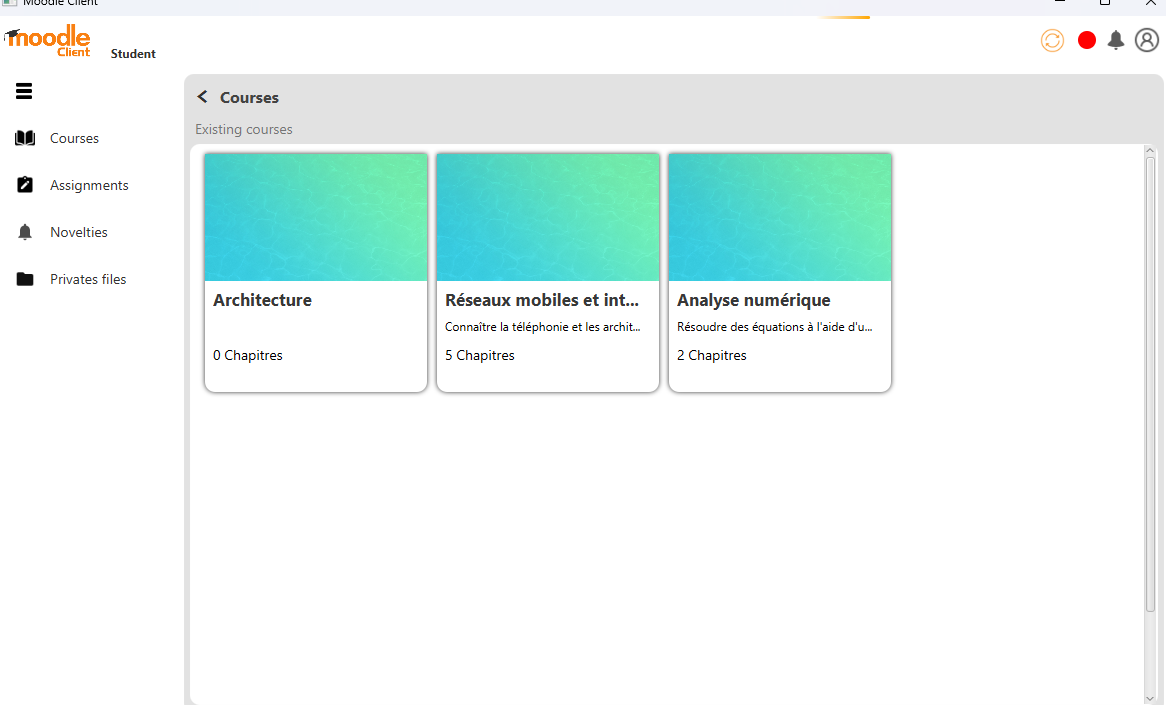 Moodle Client
moodle
Client
Student
Courses
Assignments
Novelties
Privates files
Courses
Existing courses
Architecture
0 Chapitres
Réseaux mobiles et int...
Connaître la téléphonie et les archit...
5 Chapitres
Analyse numérique
Résoudre des équations à l'aide d'u...
2 Chapitres